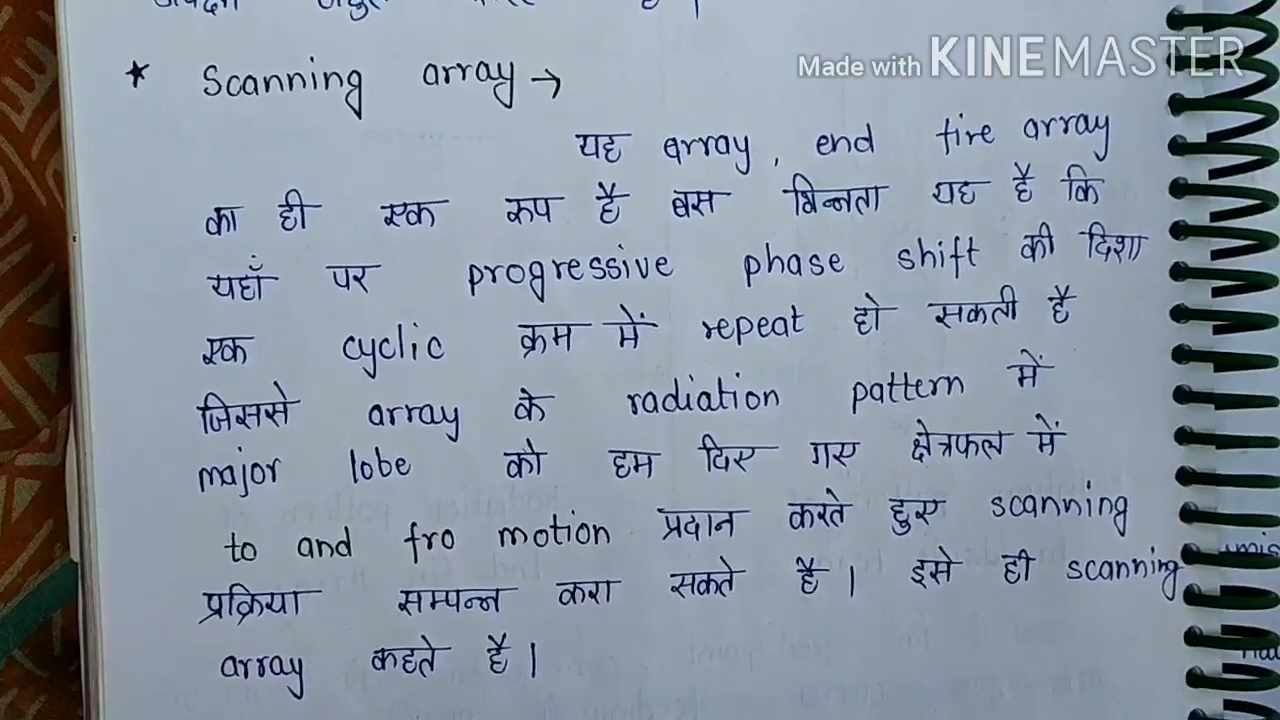 Made with KINEMASTER
* Scanning array →
यह array, end fire array
का ही एक रूप है बस भिन्नता यह है कि
यहाँ पर progressive phase shift की दिशा
एक cyclic क्रम में repeat हो सकती है
जिससे array के radiation pattern में
major lobe को हम दिए गए क्षेत्रफल में
to and fro motion प्रदान करते हुए scanning
प्रक्रिया सम्पन्न करा सकते है। इसे ही scanning
array कहते है।